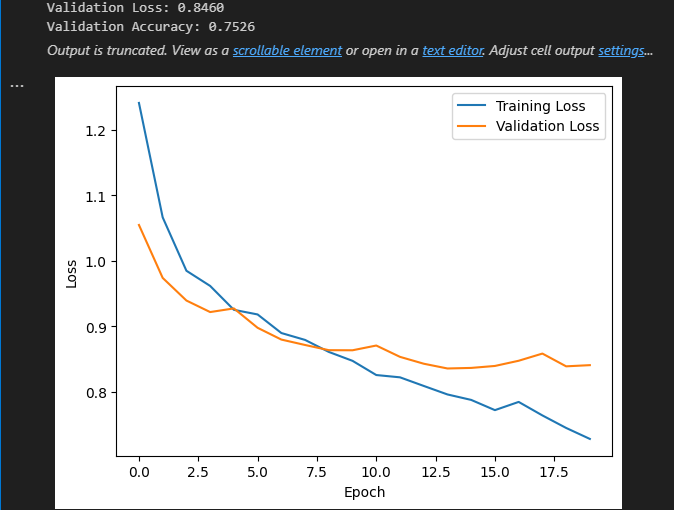 Validation Loss: 0.8460
Validation Accuracy: 0.7526
Output is truncated. View as a scrollable element or open in a text editor. Adjust cell output settings...
...
Training Loss
Validation Loss
1.2
1.1
1.0
0.9
0.8
Loss
0.0 2.5 5.0 7.5 10.0 12.5 15.0 17.5
Epoch